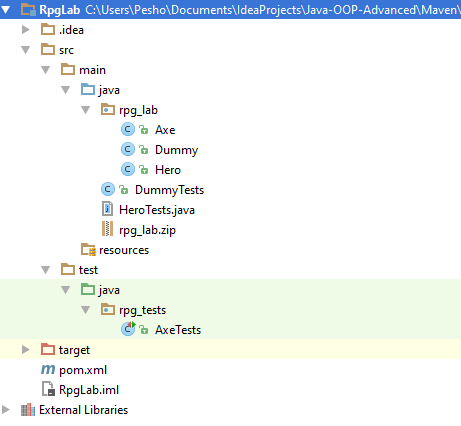 RpgLab C:\Users\Pesho\Documents\IdeaProjects\Java-OOP-Advanced\Maven\
.idea
src
main
java
rpg_lab
Axe
Dummy
Hero
DummyTests
HeroTests.java
rpg_lab.zip
resources
test
java
rpg_tests
AxeTests
target
pom.xml
RpgLab.iml
External Libraries